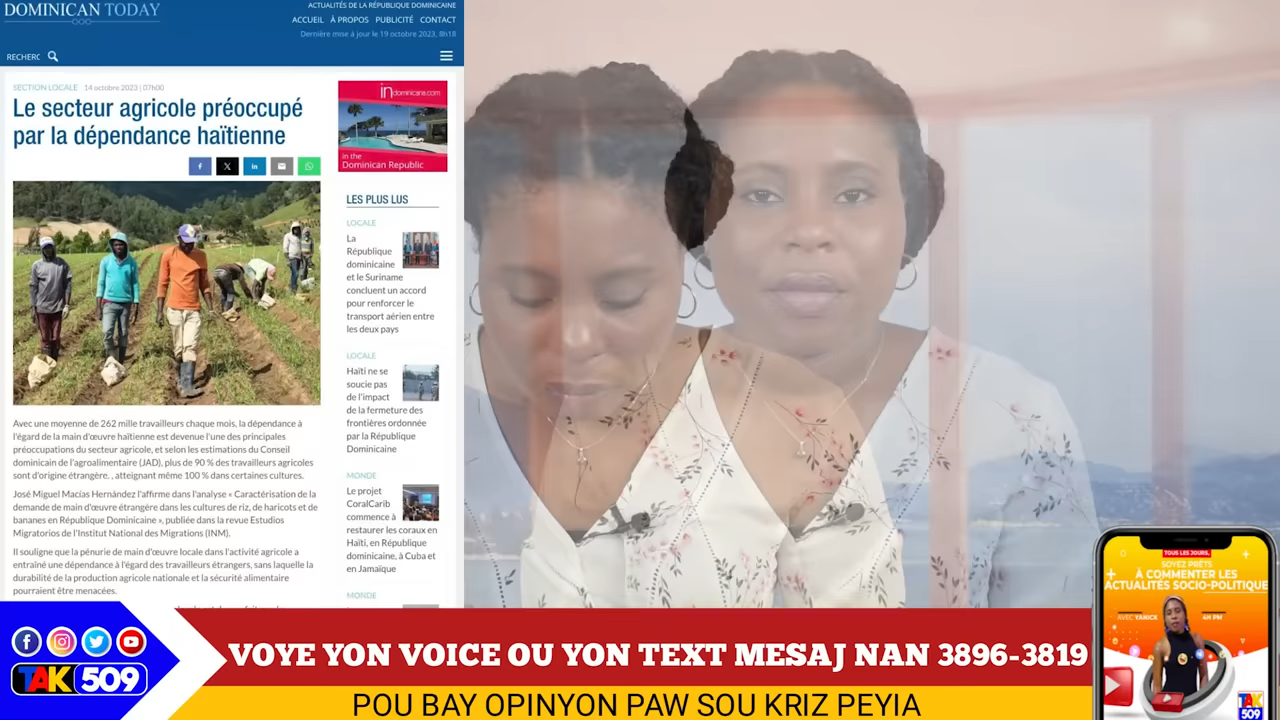 DOMINICAN TODAY
ACTUALITÉS DE LA RÉPUBLIQUE DOMINICAINE
ACCUEIL À PROPOS PUBLICITÉ CONTACT
Dernière mise à jour le 19 octobre 2023, 8h18
RECHERC
SECTION LOCALE 14 octobre 2023 | 07h00
Le secteur agricole préoccupé
par la dépendance haïtienne
Avec une moyenne de 262 mille travailleurs chaque mois, la dépendance à
l'égard de la main d'œuvre haïtienne est devenue l'une des principales
préoccupations du secteur agricole, et selon les estimations du Conseil
dominicain de l'agroalimentaire (JAD), plus de 90 % des travailleurs agricoles
sont d'origine étrangère. , atteignant même 100 % dans certaines cultures.
José Miguel Macías Hernández l'affirme dans l'analyse « Caractérisation de la
demande de main d'œuvre étrangère dans les cultures de riz, de haricots et de
bananes en République Dominicaine », publiée dans la revue Estudios
Migratorios de l'Institut National des Migrations (INM).
Il souligne que la pénurie de main d'œuvre locale dans l'activité agricole a
entraîné une dépendance à l'égard des travailleurs étrangers, sans laquelle la
durabilité de la production agricole nationale et la sécurité alimentaire
pourraient être menacées.
indominicana.com
in the
Dominican Republic
LES PLUS LUS
LOCALE
La
République
dominicaine
et le Suriname
concluent un accord
pour renforcer le
transport aérien entre
les deux pays
LOCALE
Haïti ne se
soucie pas
de l'impact
de la fermeture des
frontières ordonnée
par la République
Dominicaine
MONDE
Le projet
CoralCarib
commence à
restaurer les coraux en
Haïti, en République
dominicaine, à Cuba et
en Jamaïque
MONDE
TAK 509
VOYE YON VOICE OU YON TEXT MESAJ NAN 3896-3819
POU BAY OPINYON PAW SOU KRIZ PEYIA
TOUS LES JOURS,
SOYEZ PRÊTS
À COMMENTER LES
ACTUALITÉS SOCIO-POLITIQUE
AVEC YANICK
TAK
509